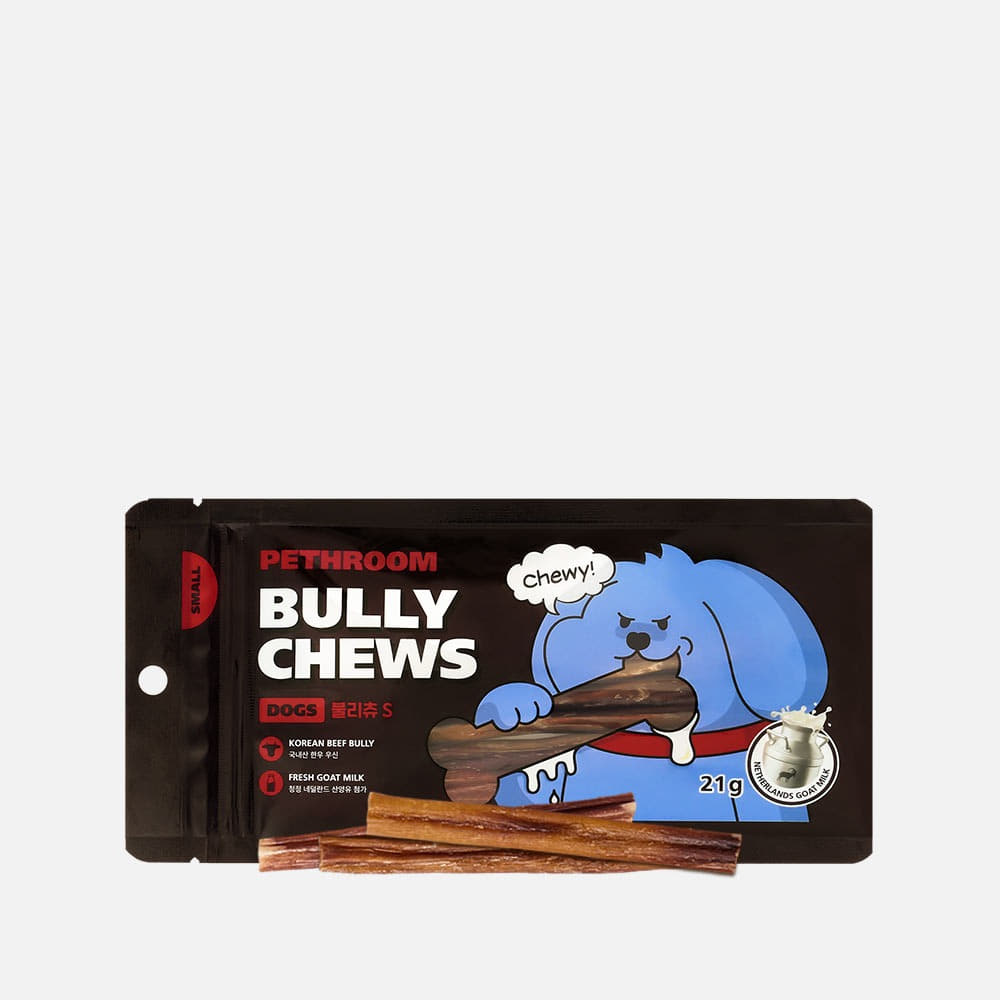 SMALL
PETHROOM
BULLY
CHEWS
DOGS 불리츄 S
KOREAN BEEF BULLY
국내산 한우 우신
FRESH GOAT MILK
청정 네덜란드 산양유 첨가
Chewy!
21g
NETHERLANDS GOAT MILK